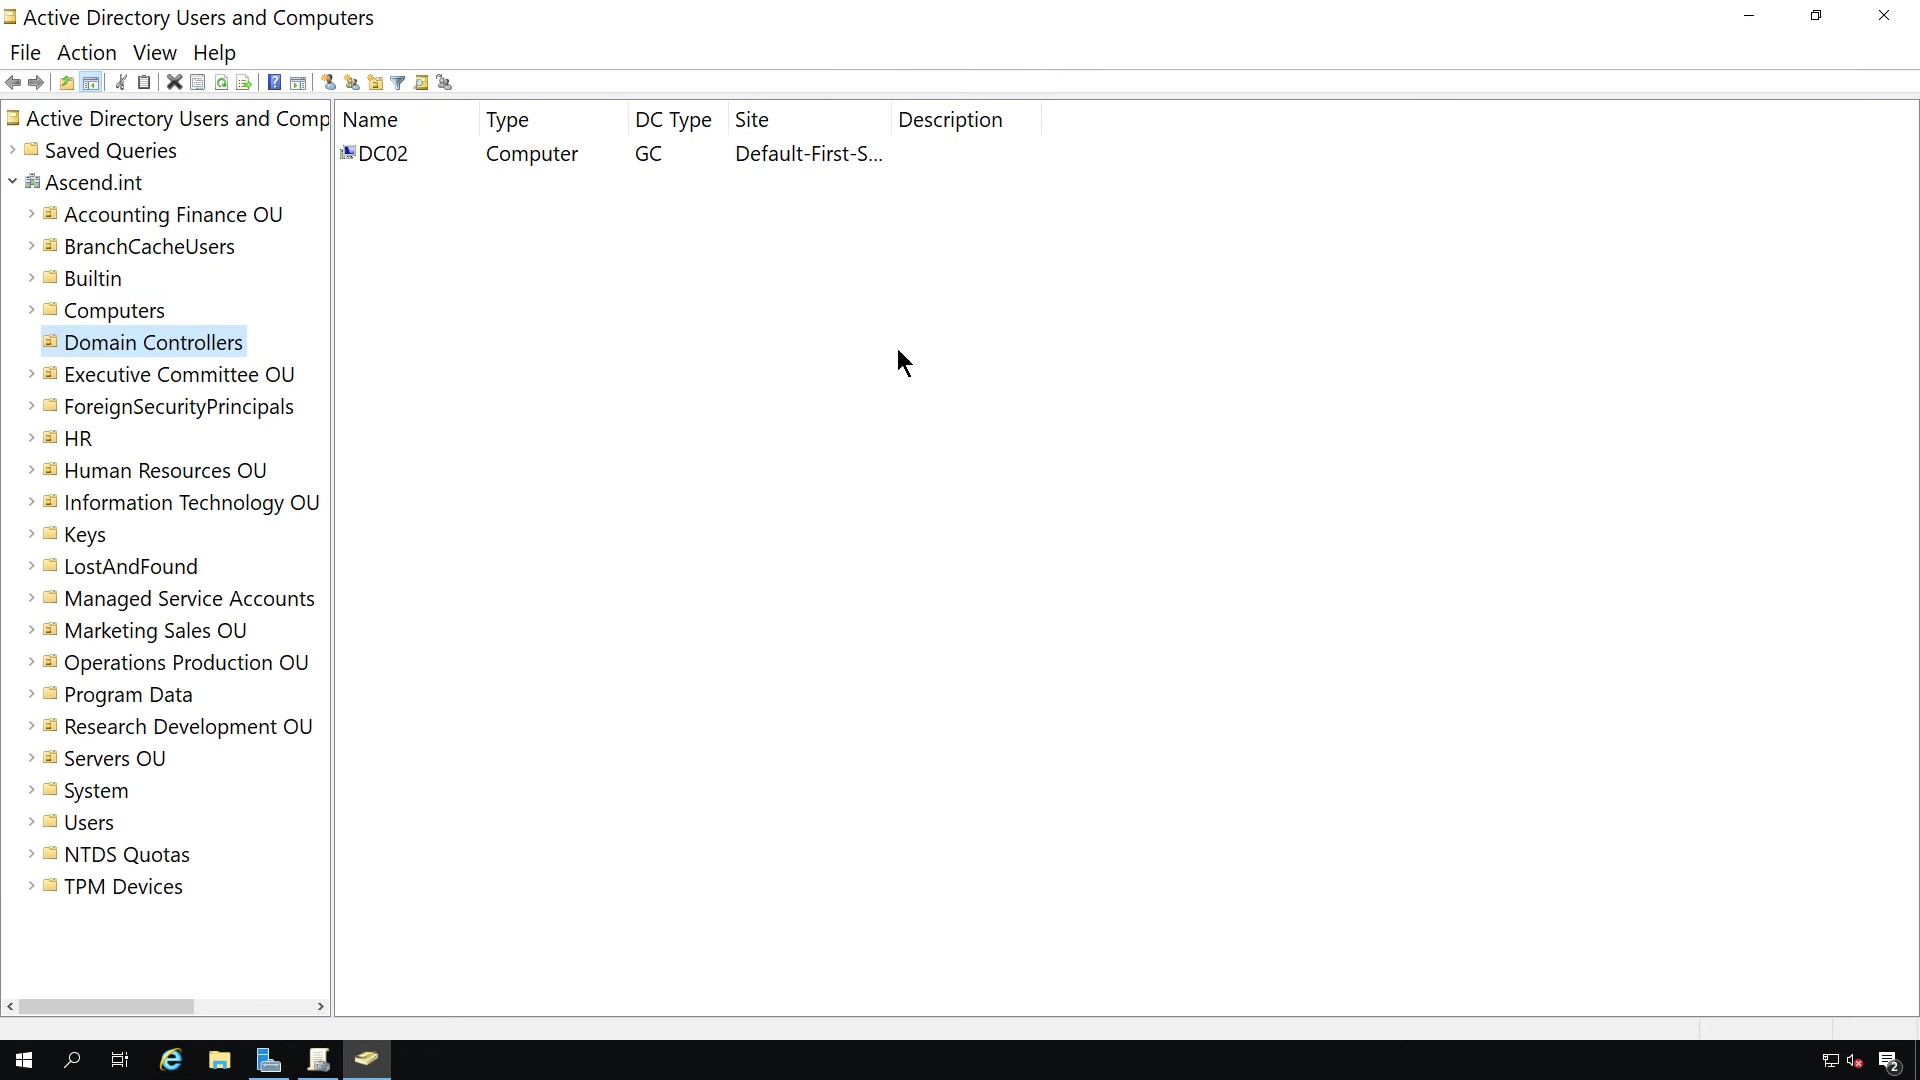 Active Directory Users and Computers
File Action View Help
Active Directory Users and Comp
Saved Queries
Ascend.int
Accounting Finance OU
BranchCacheUsers
Builtin
Computers
Domain Controllers
Executive Committee OU
ForeignSecurityPrincipals
HR
Human Resources OU
Information Technology OU
Keys
LostAndFound
Managed Service Accounts
Marketing Sales OU
Operations Production OU
Program Data
Research Development OU
Servers OU
System
Users
NTDS Quotas
TPM Devices
Name Type DC Type Site Description
DC02 Computer GC Default-First-S...
2